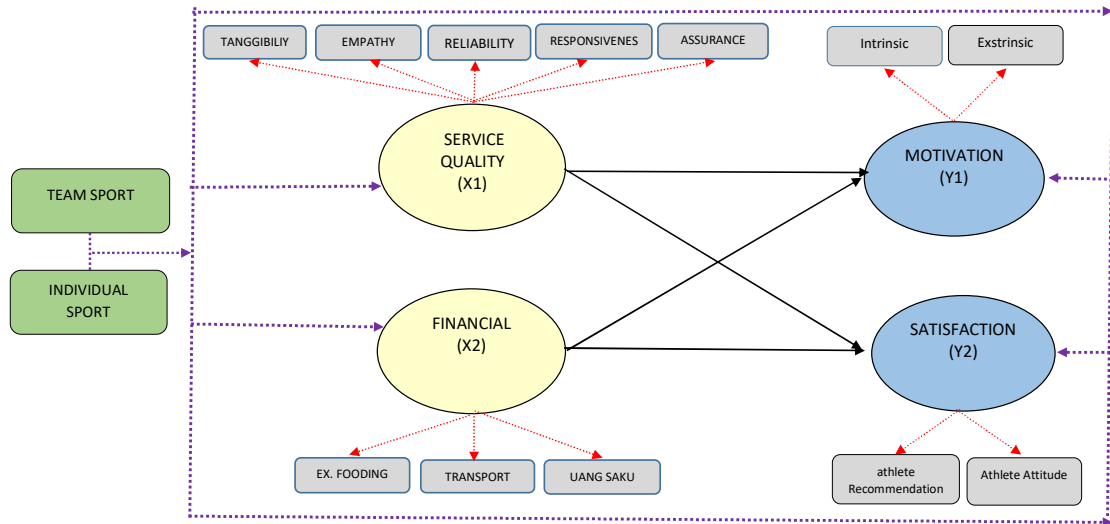 TANGGIBILIY
EMPATHY
RELIABILITY
RESPONSIVENES
ASSURANCE
Intrinsic
Exstrinsic
SERVICE
QUALITY
(X1)
MOTIVATION
(Y1)
TEAM SPORT
INDIVIDUAL
SPORT
FINANCIAL
(X2)
SATISFACTION
(Y2)
EX. FOODING
TRANSPORT
UANG SAKU
athlete
Recommendation
Athlete Attitude